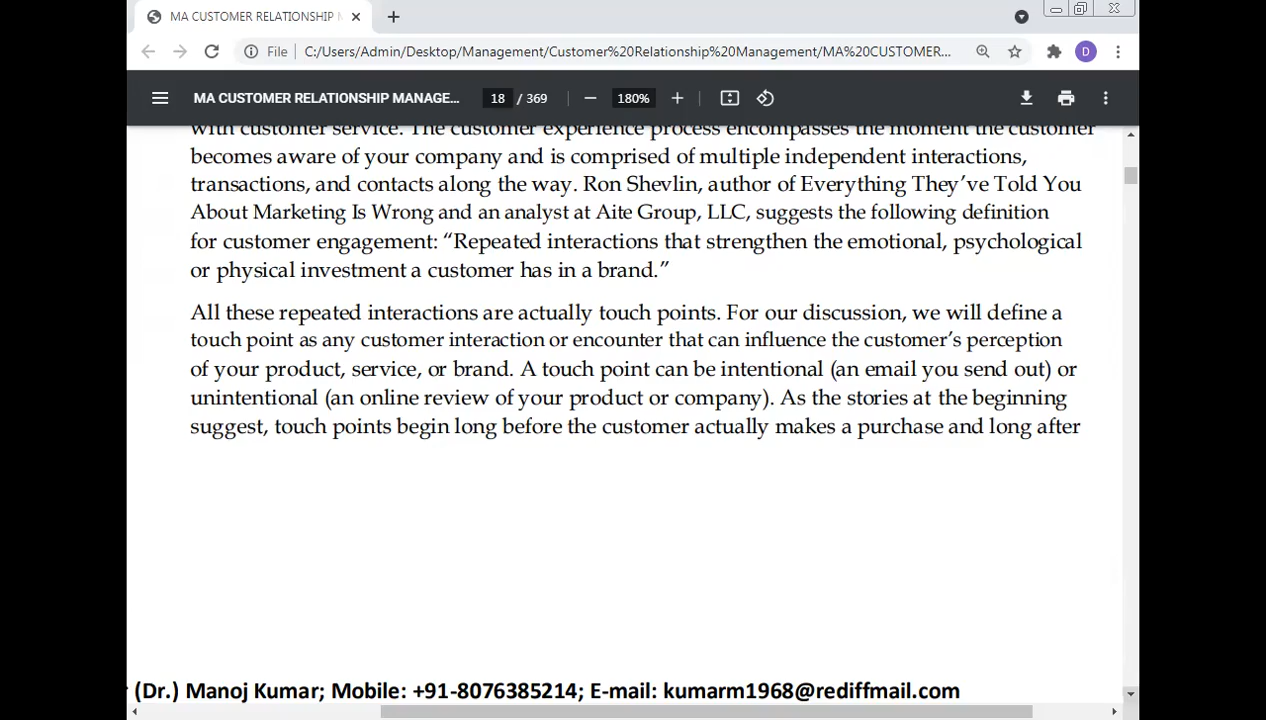 MA CUSTOMER RELATIONSHIP M
File C:/Users/Admin/Desktop/Management/Customer%20Relationship%20Management/MA%20CUSTOMER... D
MA CUSTOMER RELATIONSHIP MANAGE... 18 / 369 180%
with customer service. The customer experience process encompasses the moment the customer
becomes aware of your company and is comprised of multiple independent interactions,
transactions, and contacts along the way. Ron Shevlin, author of Everything They’ve Told You
About Marketing Is Wrong and an analyst at Aite Group, LLC, suggests the following definition
for customer engagement: “Repeated interactions that strengthen the emotional, psychological
or physical investment a customer has in a brand.”
All these repeated interactions are actually touch points. For our discussion, we will define a
touch point as any customer interaction or encounter that can influence the customer’s perception
of your product, service, or brand. A touch point can be intentional (an email you send out) or
unintentional (an online review of your product or company). As the stories at the beginning
suggest, touch points begin long before the customer actually makes a purchase and long after
(Dr.) Manoj Kumar; Mobile: +91-8076385214; E-mail: kumarm1968@rediffmail.com